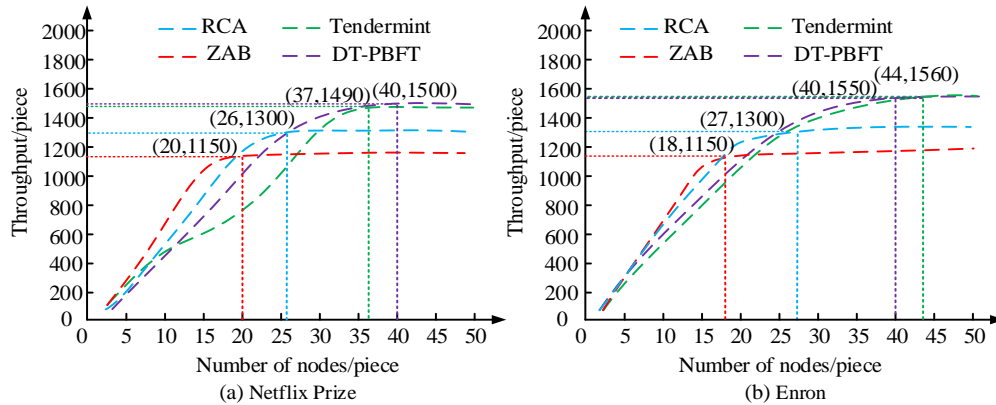 2000
1800
1600
1400
1200
1000
800
600
400
200
0
Throughput/piece
RCA
Tendermint
ZAB
DT-PBFT
(37,1490)
(40,1500)
(26,1300)
(20,1150)
5 10 15 20 25 30 35 40 45 50
Number of nodes/piece
(a) Netflix Prize
2000
1800
1600
1400
1200
1000
800
600
400
200
0
Throughput/piece
RCA
Tendermint
ZAB
DT-PBFT
(44,1560)
(40,1550)
(27,1300)
(18,1150)
5 10 15 20 25 30 35 40 45 50
Number of nodes/piece
(b) Enron